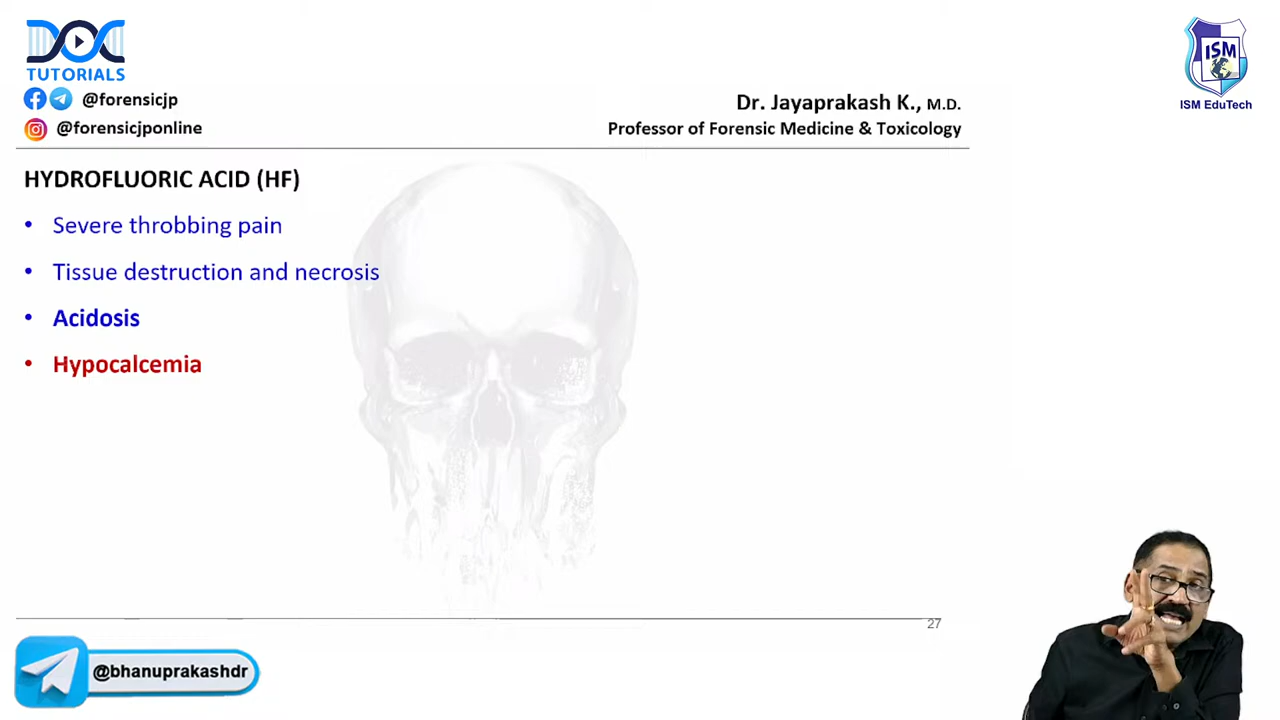 DOC
TUTORIALS
@forensicjp
@forensicjponline
Dr. Jayaprakash K., M.D.
Professor of Forensic Medicine & Toxicology
ISM
ISM EduTech
HYDROFLUORIC ACID (HF)
• Severe throbbing pain
• Tissue destruction and necrosis
• Acidosis
• Hypocalcemia
27
@bhanuprakashdr